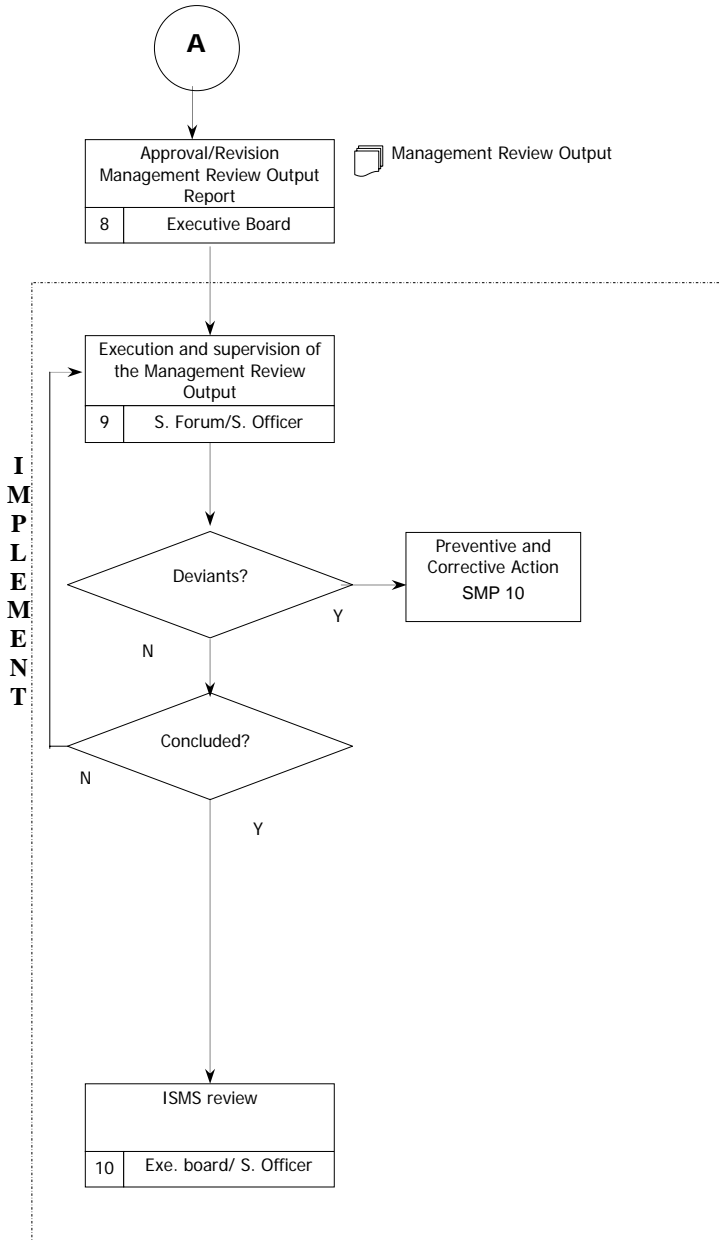 A
Approval/Revision
Management Review Output
Report
8 Executive Board
Management Review Output
Execution and supervision of
the Management Review
Output
9 S. Forum/S. Officer
IMPLEMENT
Deviants?
Y
N
Preventive and
Corrective Action
SMP 10
Concluded?
N
Y
ISMS review
10 Exe. board/ S. Officer